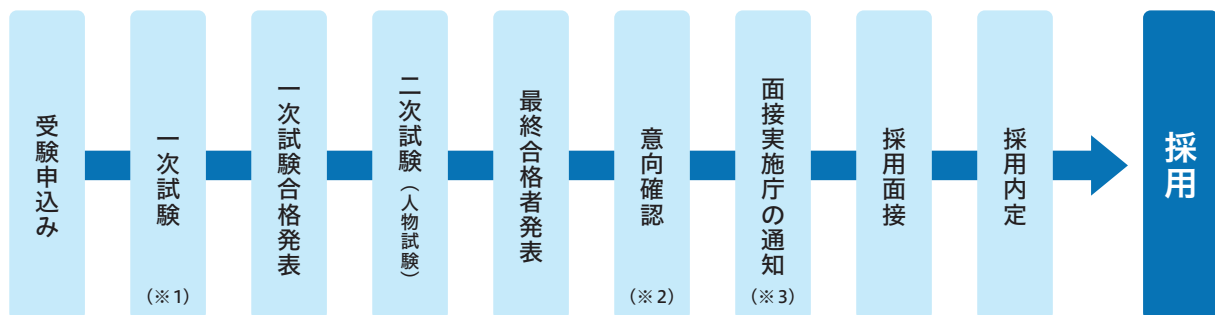 受験申込み
一次試験
（※1）
一次試験合格発表
二次試験（人物試験）
最終合格者発表
意向確認
（※2）
面接実施庁の通知
（※3）
採用面接
採用内定
採用